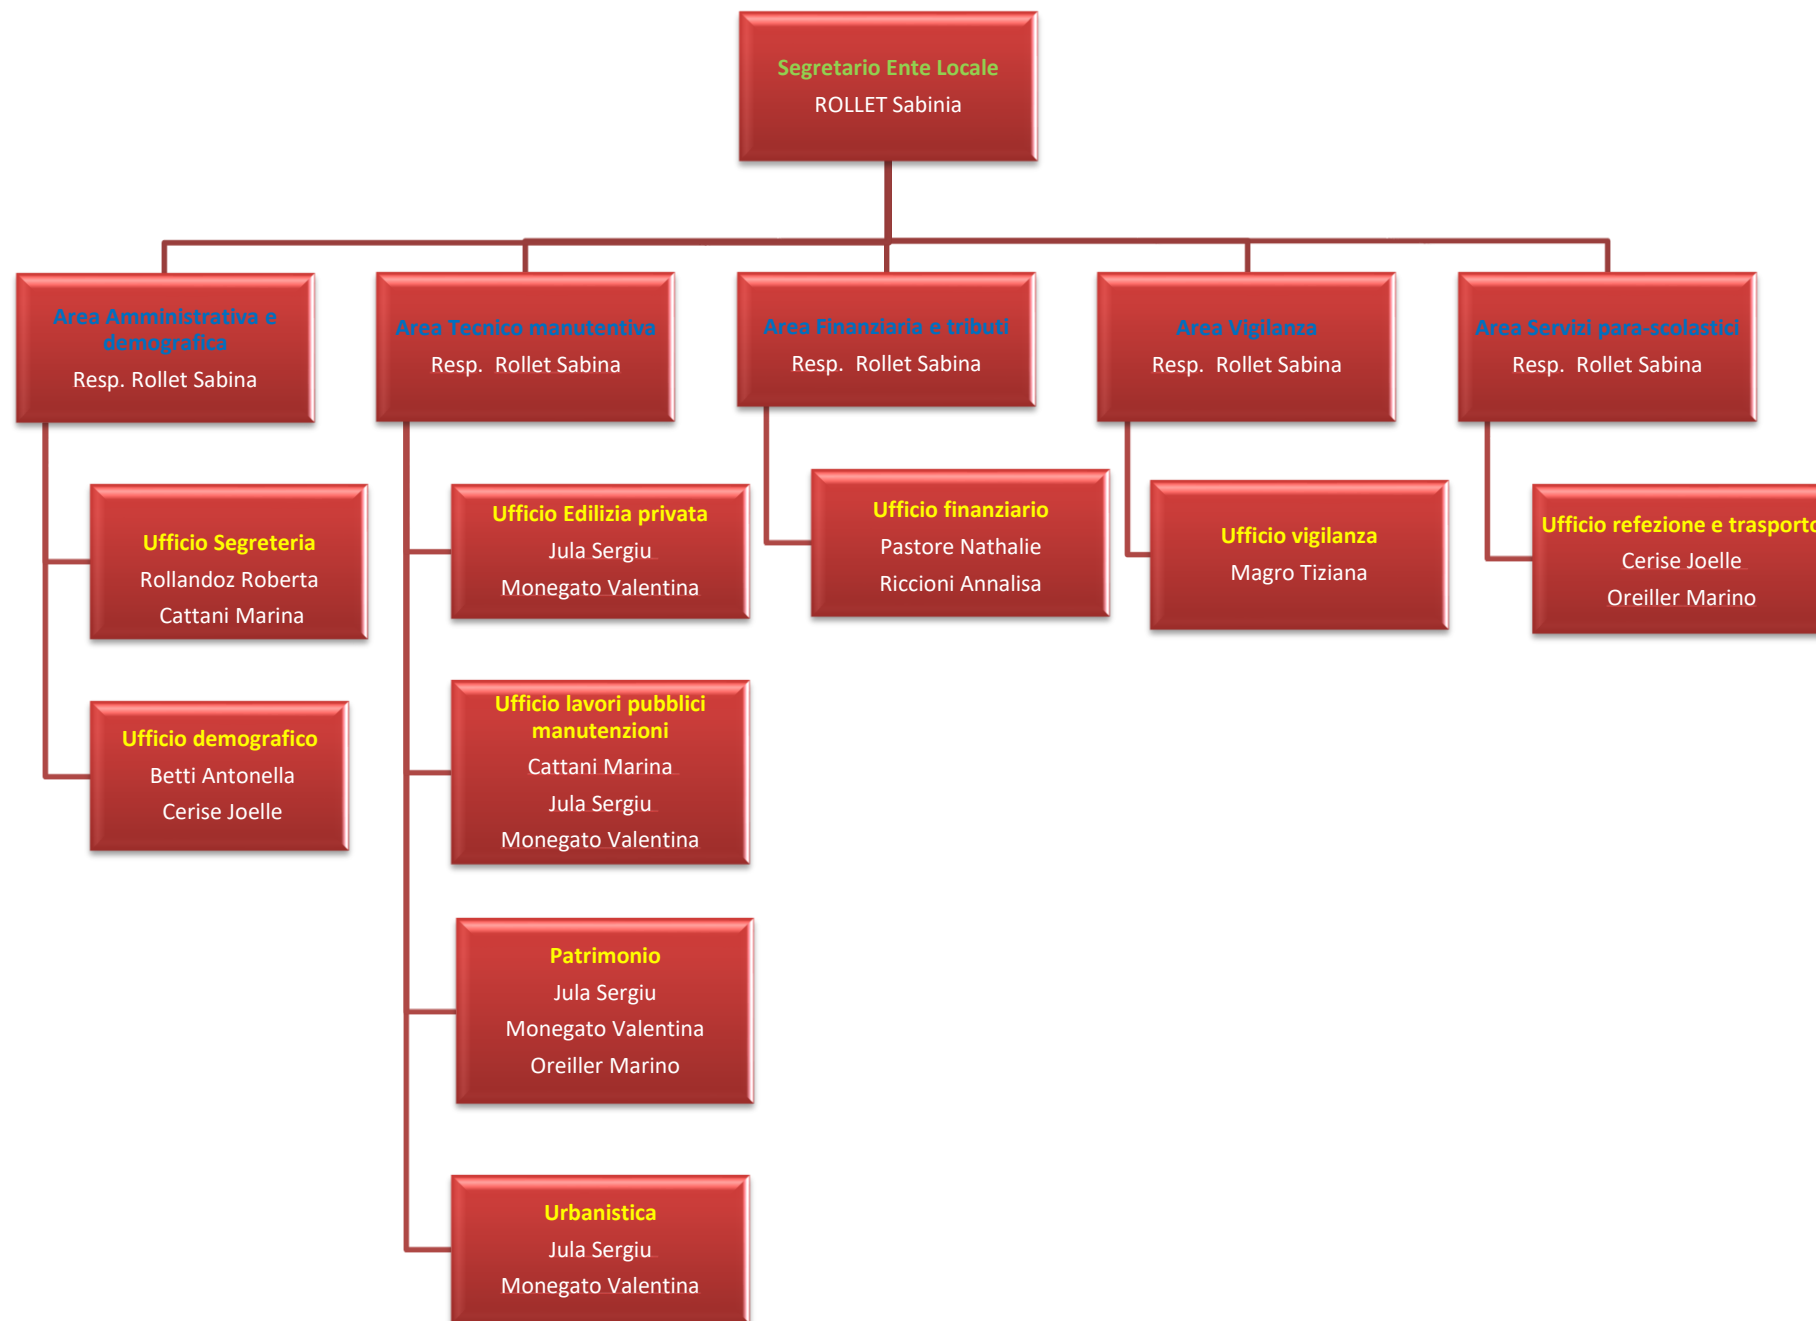 Segretario Ente Locale
ROLLET Sabinia
Area Amministrativa e
demografica
Resp. Rollet Sabina
Area Tecnico manutentiva
Resp. Rollet Sabina
Area Finanziaria e tributi
Resp. Rollet Sabina
Area Vigilanza
Resp. Rollet Sabina
Area Servizi para-scolastici
Resp. Rollet Sabina
Ufficio Segreteria
Rollandoz Roberta
Cattani Marina
Ufficio demografico
Betti Antonella
Cerise Joelle
Ufficio Edilizia privata
Jula Sergiu
Monegato Valentina
Ufficio lavori pubblici
manutenzioni
Cattani Marina
Jula Sergiu
Monegato Valentina
Patrimonio
Jula Sergiu
Monegato Valentina
Oreiller Marino
Urbanistica
Jula Sergiu
Monegato Valentina
Ufficio finanziario
Pastore Nathalie
Riccioni Annalisa
Ufficio vigilanza
Magro Tiziana
Ufficio refezione e trasporto
Cerise Joelle
Oreiller Marino